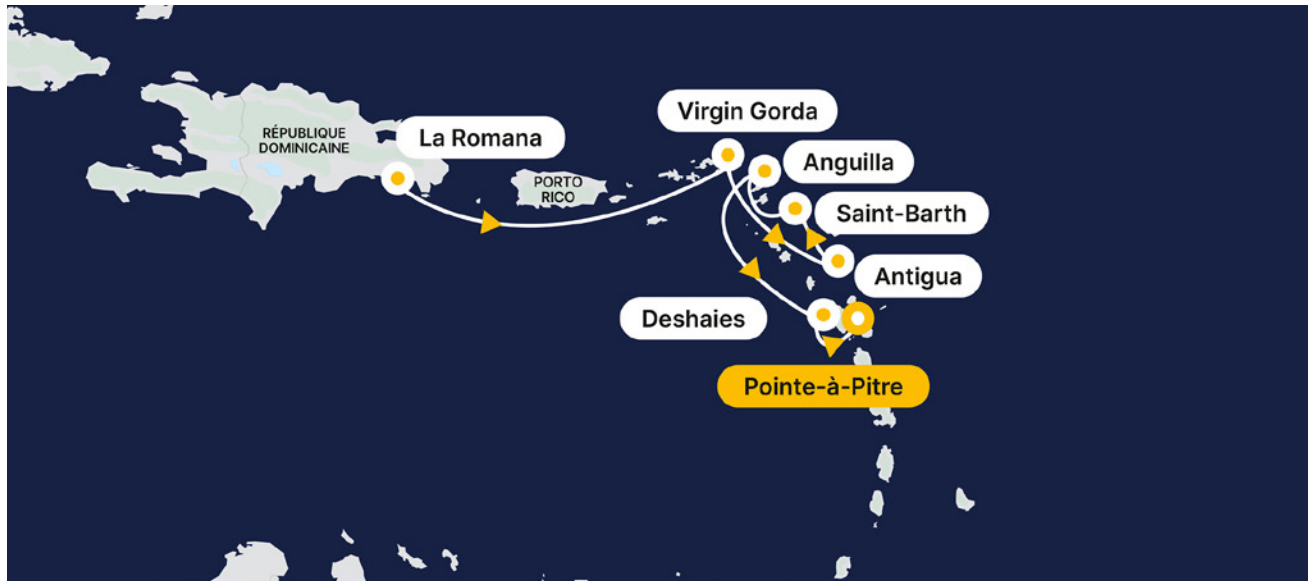 Virgin Gorda
La Romana
RÉPUBLIQUE
DOMINICAINE
Anguilla
PORTO
RICO
Saint-Barth
Antigua
Deshaies
Pointe-à-Pitre